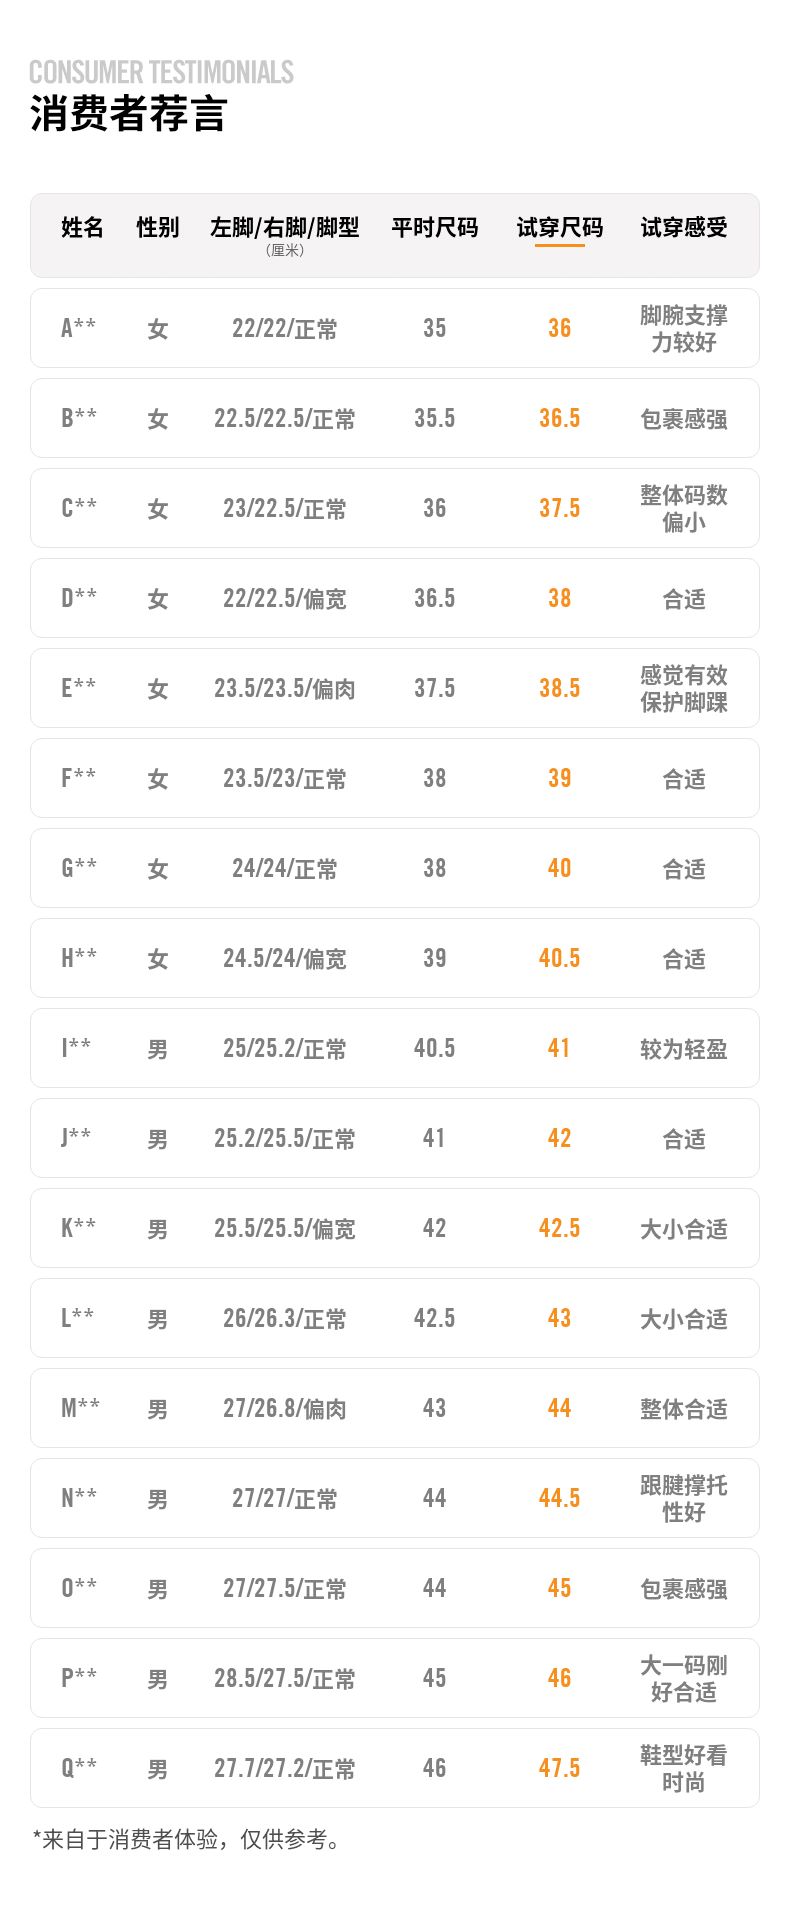 CONSUMER TESTIMONIALS
消费者荐言
姓名 性别 左脚/右脚/脚型 平时尺码 试穿尺码 试穿感受
（厘米）
A** 女 22/22/正常 35 36 脚腕支撑
力较好
B** 女 22.5/22.5/正常 35.5 36.5 包裹感强
C** 女 23/22.5/正常 36 37.5 整体码数
偏小
D** 女 22/22.5/偏宽 36.5 38 合适
E** 女 23.5/23.5/偏肉 37.5 38.5 感觉有效
保护脚踝
F** 女 23.5/23/正常 38 39 合适
G** 女 24/24/正常 38 40 合适
H** 女 24.5/24/偏宽 39 40.5 合适
I** 男 25/25.2/正常 40.5 41 较为轻盈
J** 男 25.2/25.5/正常 41 42 合适
K** 男 25.5/25.5/偏宽 42 42.5 大小合适
L** 男 26/26.3/正常 42.5 43 大小合适
M** 男 27/26.8/偏肉 43 44 整体合适
N** 男 27/27/正常 44 44.5 跟腱撑托
性好
O** 男 27/27.5/正常 44 45 包裹感强
P** 男 28.5/27.5/正常 45 46 大一码刚
好合适
Q** 男 27.7/27.2/正常 46 47.5 鞋型好看
时尚
*来自于消费者体验，仅供参考。